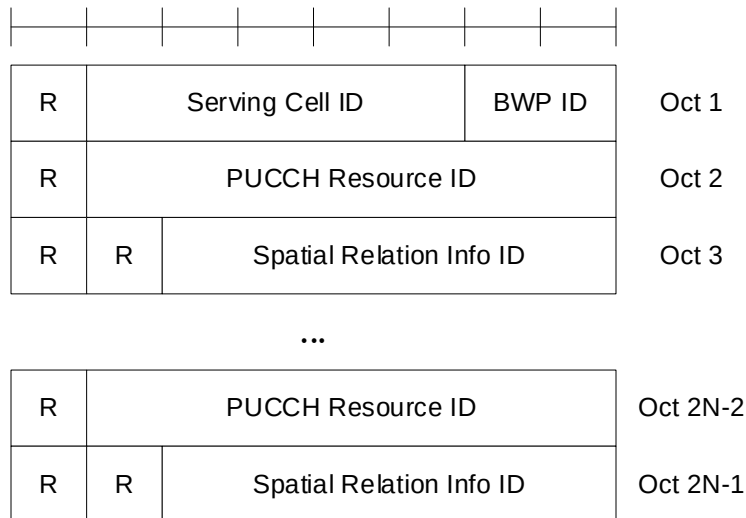 R Serving Cell ID BWP ID Oct 1
R PUCCH Resource ID Oct 2
R R Spatial Relation Info ID Oct 3
...
R PUCCH Resource ID Oct 2N-2
R R Spatial Relation Info ID Oct 2N-1